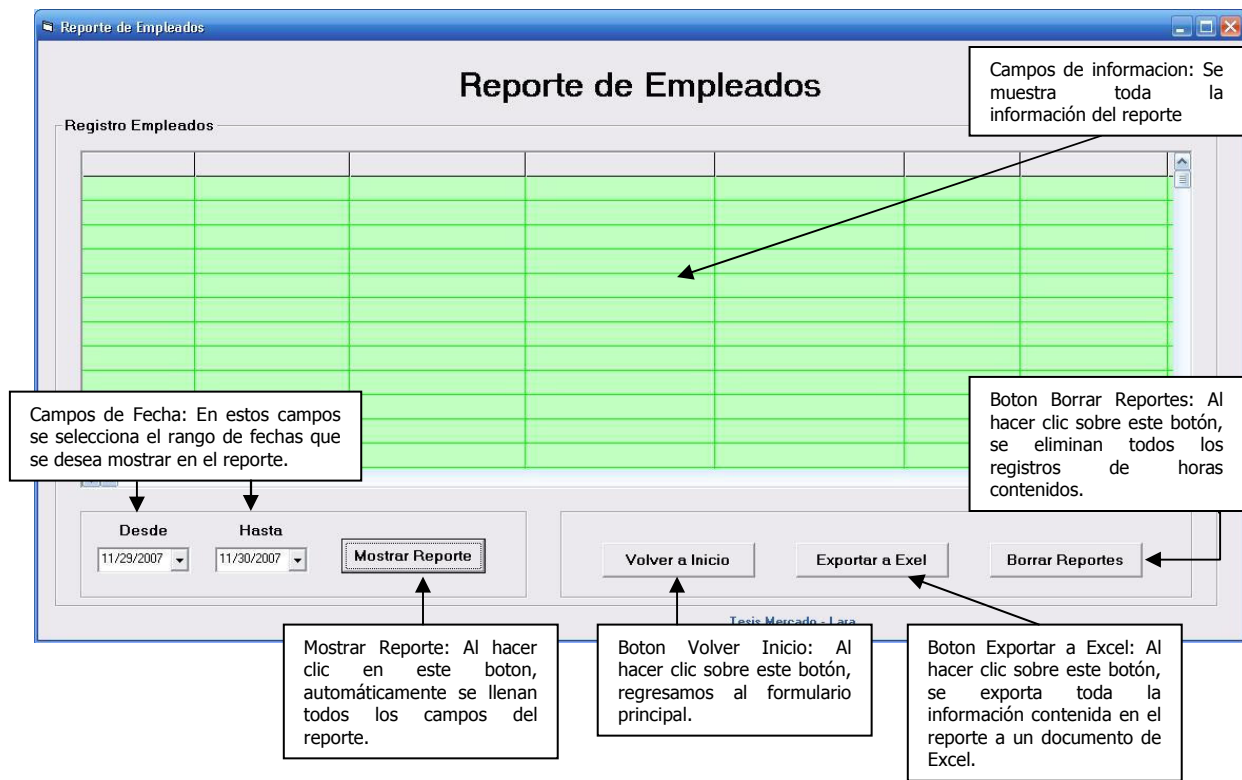 Reporte de Empleados
Reporte de Empleados
Campos de informacion: Se
muestra toda la
información del reporte
Registro Empleados
Campos de Fecha: En estos campos
se selecciona el rango de fechas que
se desea mostrar en el reporte.
Boton Borrar Reportes: Al
hacer clic sobre este botón,
se eliminan todos los
registros de horas
contenidos.
Desde
Hasta
11/29/2007
11/30/2007
Mostrar Reporte
Volver a Inicio
Exportar a Exel
Borrar Reportes
Tesis Mercado - Lara
Mostrar Reporte: Al hacer
clic en este boton,
automáticamente se llenan
todos los campos del
reporte.
Boton Volver Inicio: Al
hacer clic sobre este botón,
regresamos al formulario
principal.
Boton Exportar a Excel: Al
hacer clic sobre este botón,
se exporta toda la
información contenida en el
reporte a un documento de
Excel.